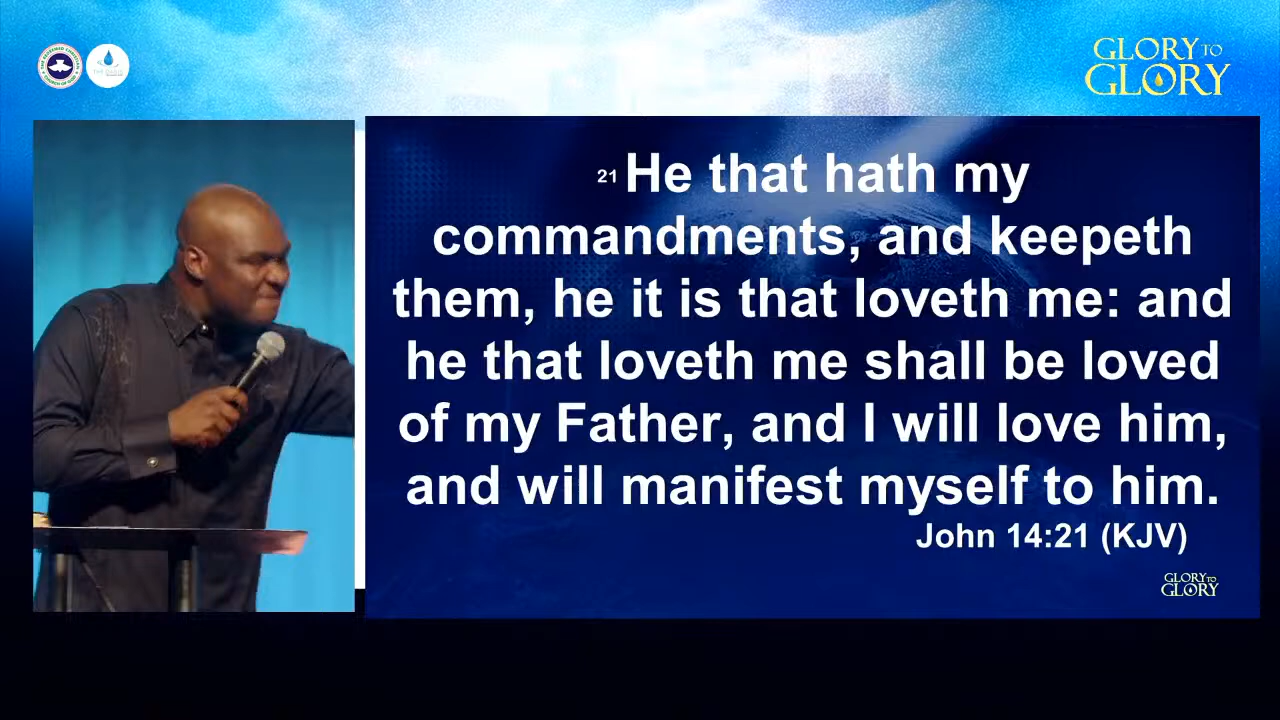 GLORY TO
GLORY
21 He that hath my
commandments, and keepeth
them, he it is that loveth me: and
he that loveth me shall be loved
of my Father, and I will love him,
and will manifest myself to him.
John 14:21 (KJV)
GLORY TO
GLORY